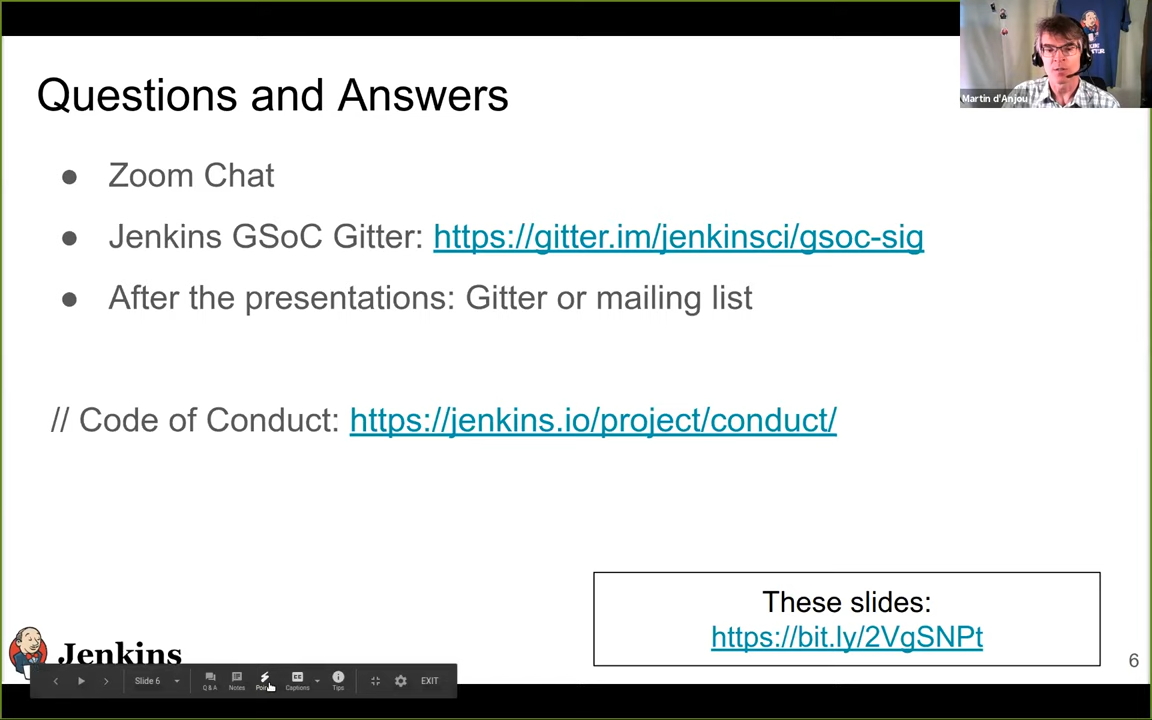 Questions and Answers
Martin d'Anjou
● Zoom Chat
● Jenkins GSoC Gitter: https://gitter.im/jenkinsci/gsoc-sig
● After the presentations: Gitter or mailing list
// Code of Conduct: https://jenkins.io/project/conduct/
These slides:
https://bit.ly/2VgSNPt
Jenkins
6
Slide 6
Q & A
Notes
CC
Captions
Tips
EXIT